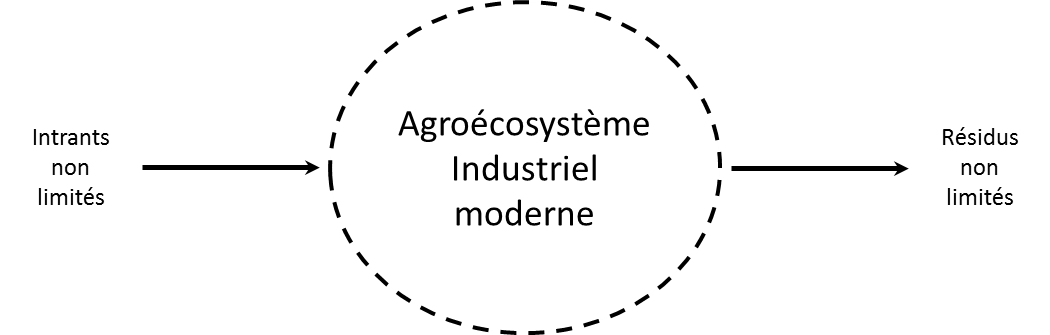 Intrants
non
limités
Agroécosystème
Industriel
moderne
Résidus
non
limités